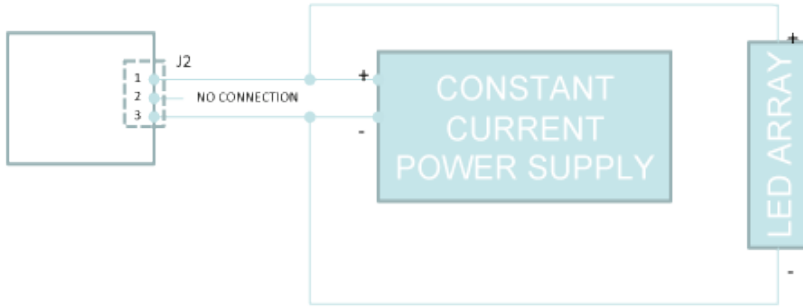 J2
1
2
3
NO CONNECTION
+
-
CONSTANT
CURRENT
POWER SUPPLY
+
LED ARRAY
-